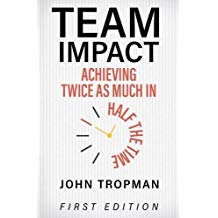 TEAM
IMPACT
ACHIEVING
TWICE AS MUCH IN
HALF THE TIME
JOHN TROPMAN
FIRST EDITION